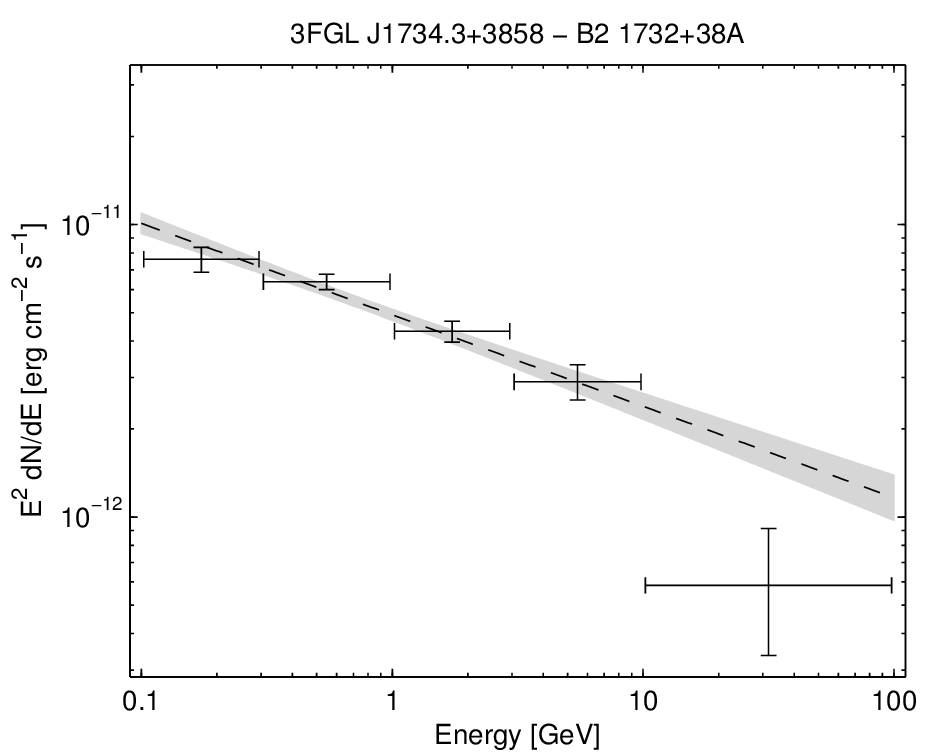 3FGL J1734.3+3858 − B2 1732+38A
E² dN/dE [erg cm⁻² s⁻¹]
10⁻¹¹
10⁻¹²
0.1 1 10 100
Energy [GeV]